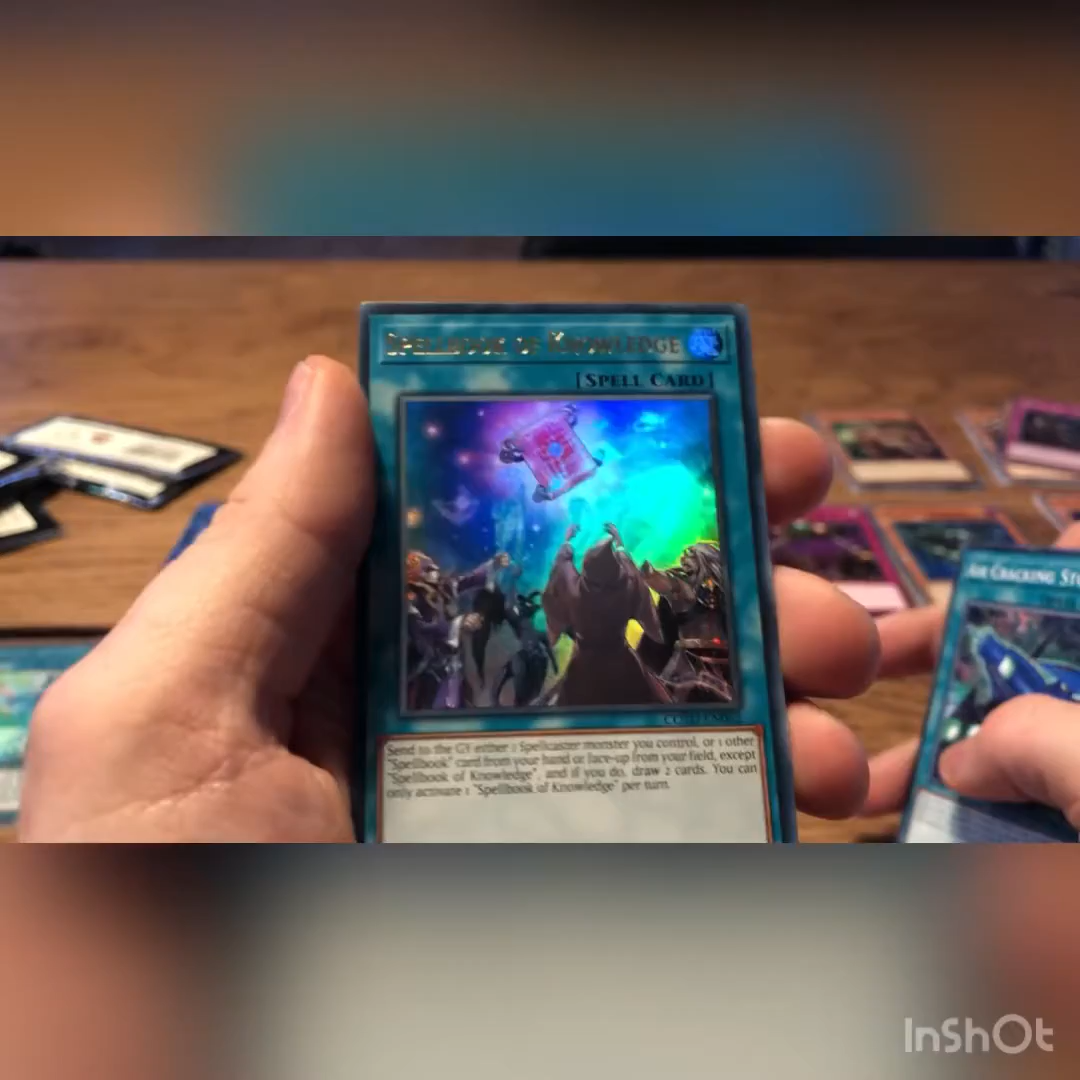 SPELLBOOK OF KNOWLEDGE
[SPELL CARD]
Send to the GY either 1 Spellcaster monster you control, or 1 other
"Spellbook" card from your hand or face-up from your field, except
"Spellbook of Knowledge", and if you do, draw 2 cards. You can
only activate 1 "Spellbook of Knowledge" per turn.
AIR CRACKING
InShOt